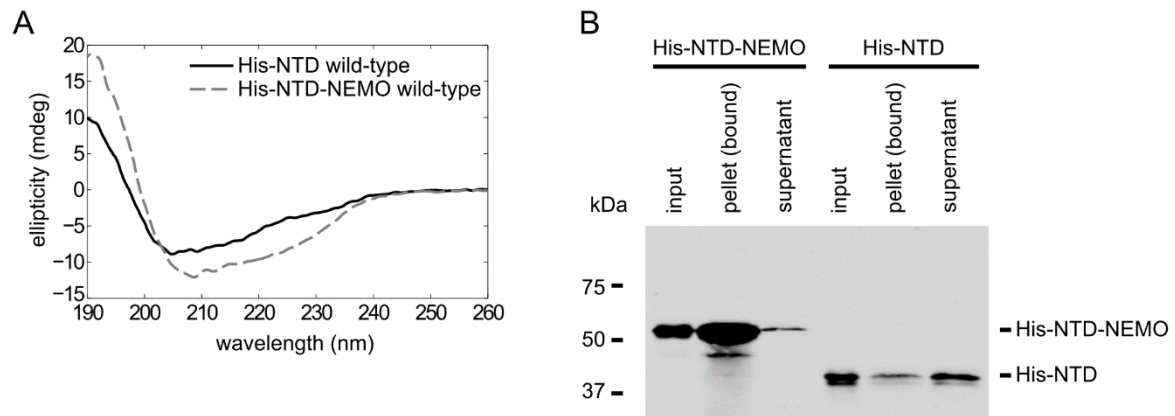 A
20
15
10
5
0
−5
−10
−15
190 200 210 220 230 240 250 260
ellipticity (mdeg)
wavelength (nm)
His-NTD wild-type
His-NTD-NEMO wild-type
B
His-NTD-NEMO His-NTD
input
pellet (bound)
supernatant
input
pellet (bound)
supernatant
kDa
75
50
37
His-NTD-NEMO
His-NTD